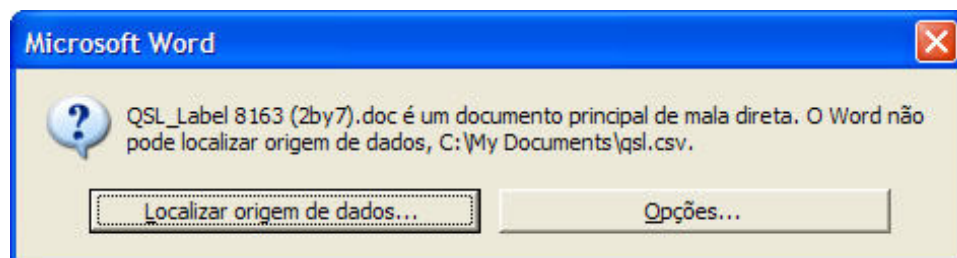 Microsoft Word
QSL_Label 8163 (2by7).doc é um documento principal de mala direta. O Word não
pode localizar origem de dados, C:\My Documents\qsl.csv.
Localizar origem de dados... Opções...